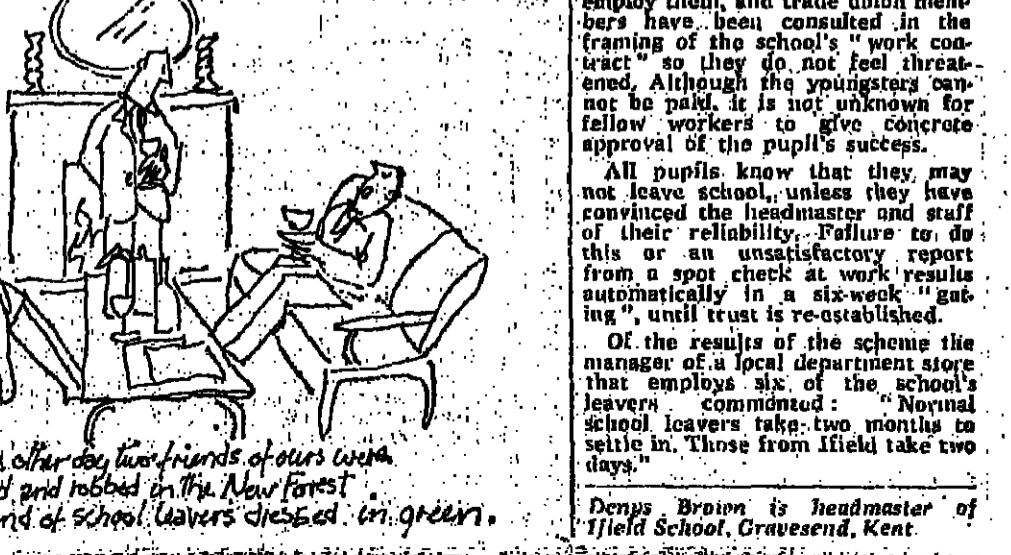 other day two friends of ours were
and robbed in the New Forest
of school leavers dressed in green.
employ them, and trade union mem-
bers have been consulted in the
framing of the school's "work con-
tract" so they do not feel threat-
ened. Although the youngsters can-
not be paid, it is not unknown for
fellow workers to give concrete
approval of the pupil's success.
All pupils know that they may
not leave school, unless they have
convinced the headmaster and staff
of their reliability. Failure to do
this or an unsatisfactory report
from a spot check at work results
automatically in a six-week "gat-
ing", until trust is re-established.
Of the results of the scheme the
manager of a local department store
that employs six of the school's
leavers commented: "Normal
school leavers take two months to
settle in. Those from Ifield take two
days."
Denys Brown is headmaster of
Ifield School, Gravesend, Kent